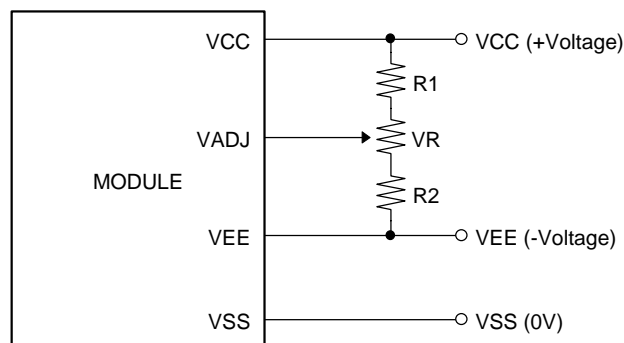 VCC
VCC (+Voltage)
R1
VADJ
VR
MODULE
R2
VEE
VEE (-Voltage)
VSS
VSS (0V)